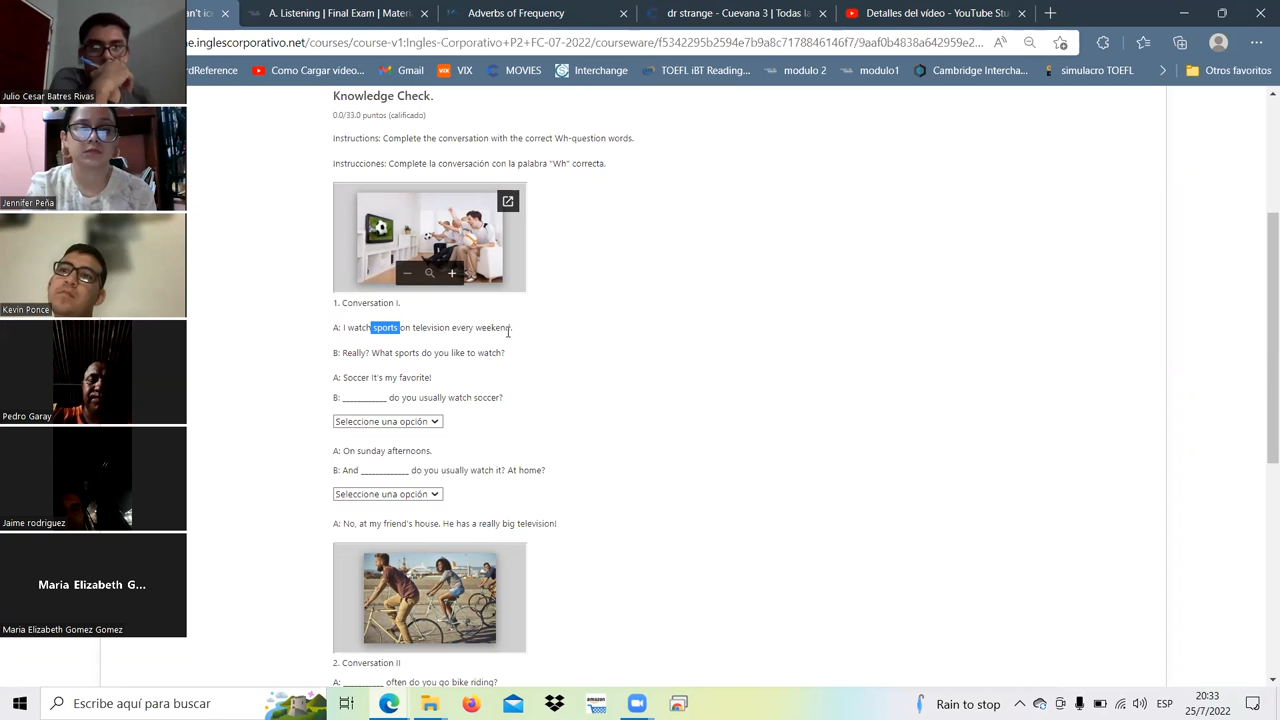 an't ice
A. Listening | Final Exam | Mó
Adverbs of Frequency
dr strange - Cuevana 3 | Todas la
Detalles del vídeo - YouTube Stu
e.inglescorporativo.net/courses/course-v1:Ingles-Corporativo+P2+FC-07-2022/courseware/f5342295b2594e7b9a8c7178846146f7/9aaf0b4838a642959e2...
rdReference
Como Cargar video...
Gmail
VIX
MOVIES
Interchange
TOEFL iBT Reading...
modulo 2
modulo1
Cambridge Intercha...
simulacro TOEFL
Otros favoritos
Julio Cesar Batres Rivas
Jennifer Peña
Kevin Ponce
Pedro Garay
Jaime rodriguez
Maria Elizabeth G...
Maria Elizabeth Gomez Gomez
Knowledge Check.
0.0/33.0 puntos (calificado)
Instructions: Complete the conversation with the correct Wh-question words.
Instrucciones: Complete la conversación con la palabra "Wh" correcta.
1. Conversation I.
A: I watch sports on television every weekend.
B: Really? What sports do you like to watch?
A: Soccer It's my favorite!
B: ___________ do you usually watch soccer?
Seleccione una opción
A: On sunday afternoons.
B: And ____________ do you usually watch it? At home?
Seleccione una opción
A: No, at my friend's house. He has a really big television!
2. Conversation II
A: __________ often do you go bike riding?
Escribe aquí para buscar
amazon
Rain to stop
ESP
20:33
25/7/2022